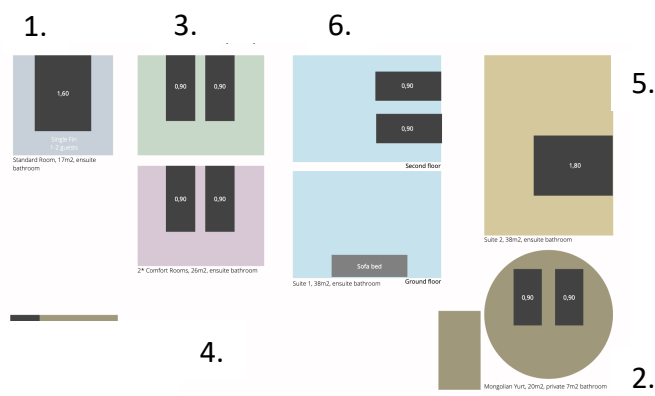 1.
3.
6.
5.
1,60
Single Fin
1-2 guests
Standard Room, 17m2, ensuite
bathroom
0,90
0,90
0,90
0,90
2* Comfort Rooms, 26m2, ensuite bathroom
0,90
0,90
Second floor
Sofa bed
Suite 1, 38m2, ensuite bathroom
Ground floor
1,80
Suite 2, 38m2, ensuite bathroom
0,90
0,90
Mongolian Yurt, 20m2, private 7m2 bathroom
4.
2.